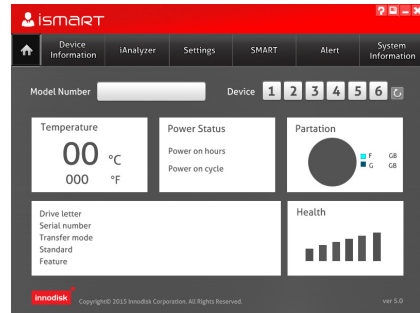 ismart
? _ x
Device Information
iAnalyzer
Settings
SMART
Alert
System Information
Model Number
Device 1 2 3 4 5 6
Temperature
00 °C
000 °F
Power Status
Power on hours
Power on cycle
Partation
F GB
G GB
Drive letter
Serial number
Transfer mode
Standard
Feature
Health
innodisk
Copyright© 2015 Innodisk Corporation. All Rights Reserved.
ver 5.0